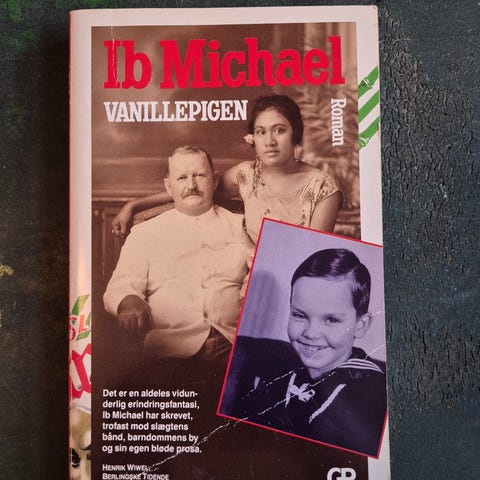 Ib Michael
VANILLEPIGEN
Roman
Det er en aldeles vidun-
derlig erindringsfantasi,
Ib Michael har skrevet,
trofast mod slægtens
bånd, barndommens by
og sin egen bløde prosa.
HENRIK WIWEL,
BERLINGSKE TIDENDE
GP